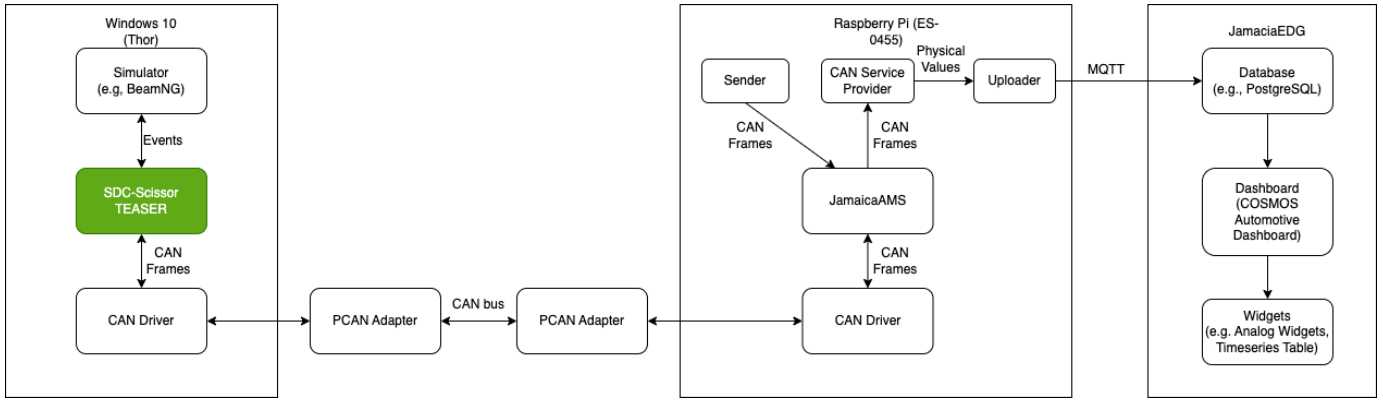 Windows 10
(Thor)
Simulator
(e.g, BeamNG)
Events
SDC-Scissor
TEASER
CAN
Frames
CAN Driver
PCAN Adapter
CAN bus
PCAN Adapter
Raspberry Pi (ES-
0455)
Sender
CAN Service
Provider
Physical
Values
Uploader
CAN
Frames
CAN
Frames
JamaicaAMS
CAN
Frames
CAN Driver
MQTT
JamaciaEDG
Database
(e.g., PostgreSQL)
Dashboard
(COSMOS
Automotive
Dashboard)
Widgets
(e.g. Analog Widgets,
Timeseries Table)